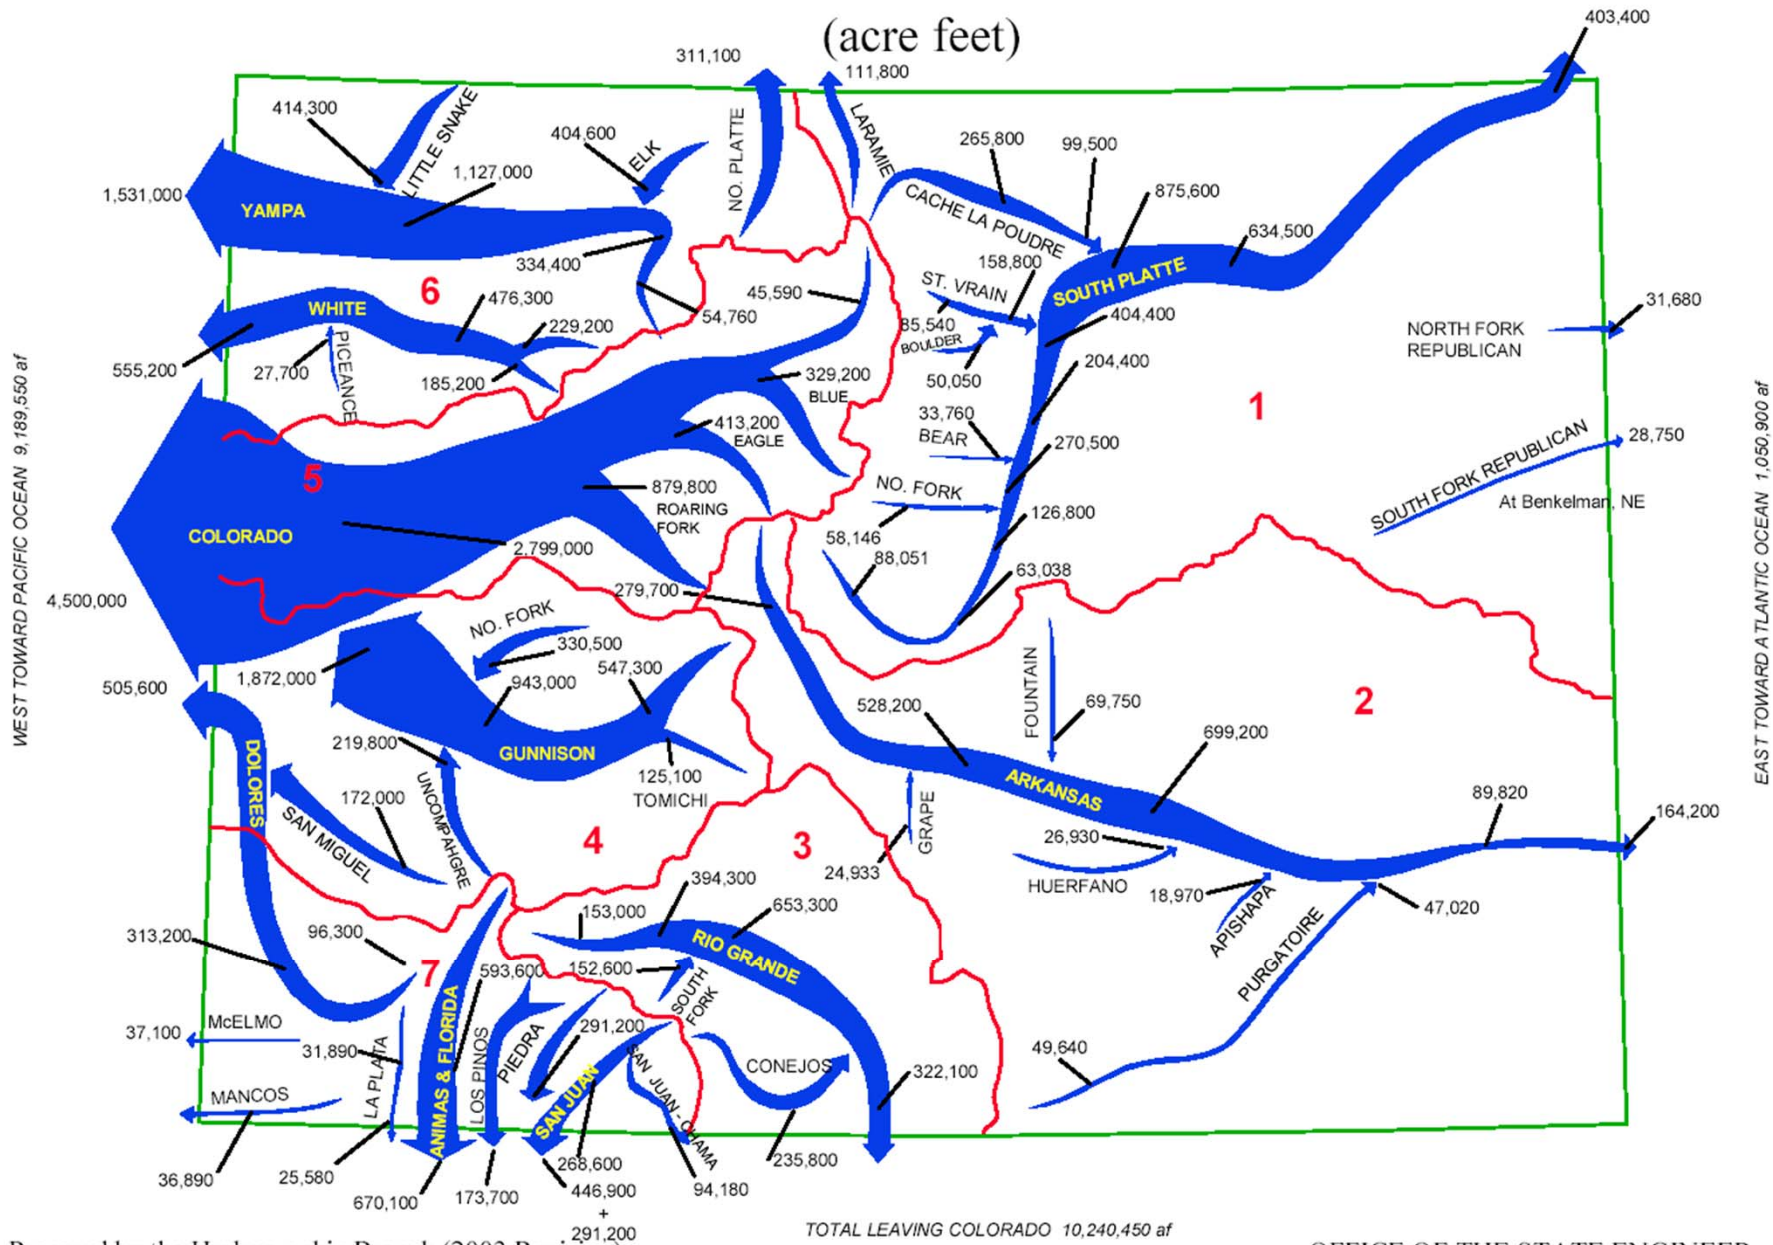 (acre feet)
403,400
311,100
111,800
414,300
LITTLE SNAKE
404,600
ELK
NO. PLATTE
LARAMIE
265,800
99,500
1,127,000
1,531,000
YAMPA
875,600
CACHE LA POUDRE
634,500
334,400
158,800
SOUTH PLATTE
6
476,300
45,590
ST. VRAIN
31,680
WHITE
54,760
85,540
404,400
229,200
BOULDER
NORTH FORK
REPUBLICAN
555,200
27,700
PICEANCE
185,200
329,200
BLUE
50,050
204,400
1
413,200
EAGLE
33,760
BEAR
270,500
28,750
SOUTH FORK REPUBLICAN
5
879,800
ROARING
FORK
NO. FORK
126,800
At Benkelman, NE
COLORADO
2,799,000
58,146
88,051
63,038
4,500,000
279,700
NO. FORK
330,500
547,300
1,872,000
943,000
505,600
528,200
FOUNTAIN
69,750
2
699,200
219,800
GUNNISON
DOLORES
125,100
TOMICHI
ARKANSAS
172,000
UNCOMPAHGRE
SAN MIGUEL
89,820
164,200
4
3
GRAPE
26,930
24,933
HUERFANO
18,970
APISHAPA
47,020
394,300
153,000
653,300
313,200
96,300
RIO GRANDE
7
593,600
152,600
SOUTH
FORK
PURGATOIRE
37,100
McELMO
31,890
LA PLATA
ANIMAS & FLORIDA
LOS PINOS
PIEDRA
291,200
SAN JUAN
SAN JUAN - CHAMA
CONEJOS
322,100
49,640
MANCOS
36,890
25,580
670,100
173,700
268,600
446,900
+
291,200
94,180
235,800
WEST TOWARD PACIFIC OCEAN 9,189,550 af
EAST TOWARD ATLANTIC OCEAN 1,050,900 af
TOTAL LEAVING COLORADO 10,240,450 af
OFFICE OF THE STATE ENGINEER